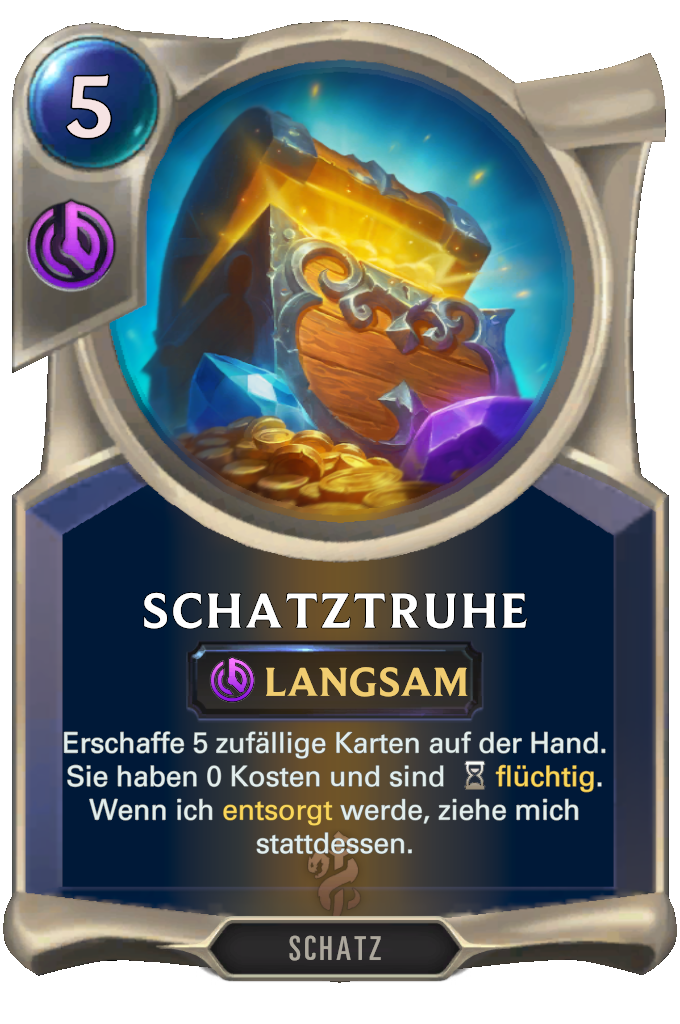 5
SCHATZTRUHE
LANGSAM
Erschaffe 5 zufällige Karten auf der Hand.
Sie haben 0 Kosten und sind flüchtig.
Wenn ich entsorgt werde, ziehe mich
stattdessen.
SCHATZ